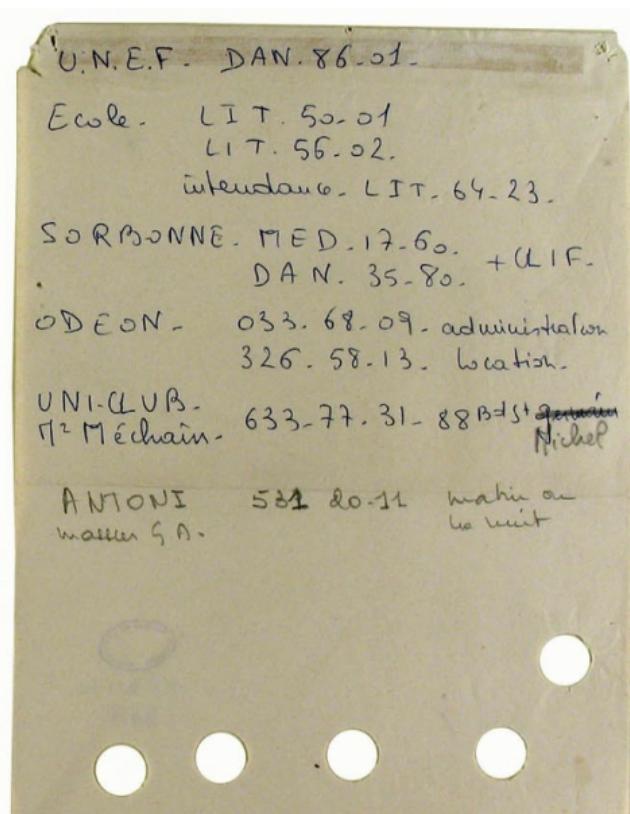 U.N.E.F. DAN. 86-01-
Ecole. LIT. 50-01
LIT. 56-02.
intendance. LIT. 64-23.
SORBONNE. MED. 17-60.
DAN. 35-80. + CLIF.
ODEON - 033. 68-09- administration
326. 58-13. location.
UNI-CLUB-
Mr Méchain- 633-77.31- 88 Bd St germain
Michel
ANTONI 531 20-11 matin ou
la nuit